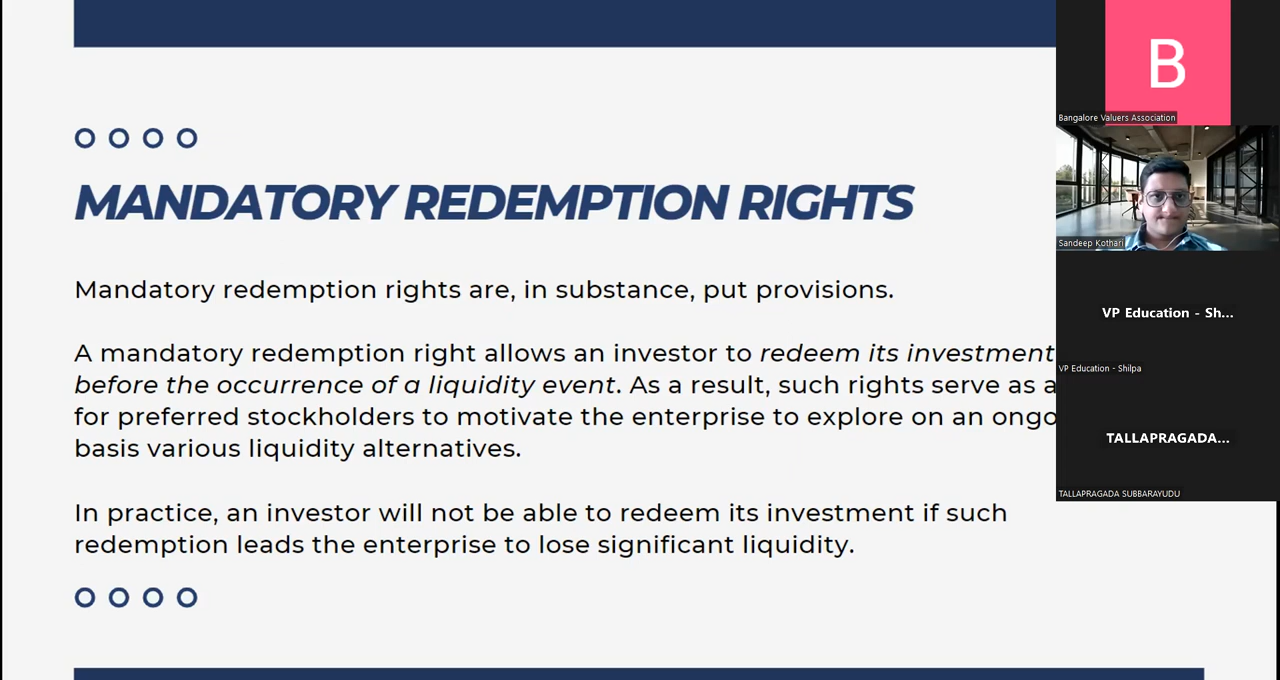 MANDATORY REDEMPTION RIGHTS
Mandatory redemption rights are, in substance, put provisions.
A mandatory redemption right allows an investor to redeem its investment
before the occurrence of a liquidity event. As a result, such rights serve as a
for preferred stockholders to motivate the enterprise to explore on an ongo
basis various liquidity alternatives.
In practice, an investor will not be able to redeem its investment if such
redemption leads the enterprise to lose significant liquidity.
B
Bangalore Valuers Association
Sandeep Kothari
VP Education - Sh...
VP Education - Shilpa
TALLAPRAGADA...
TALLAPRAGADA SUBBARAYUDU